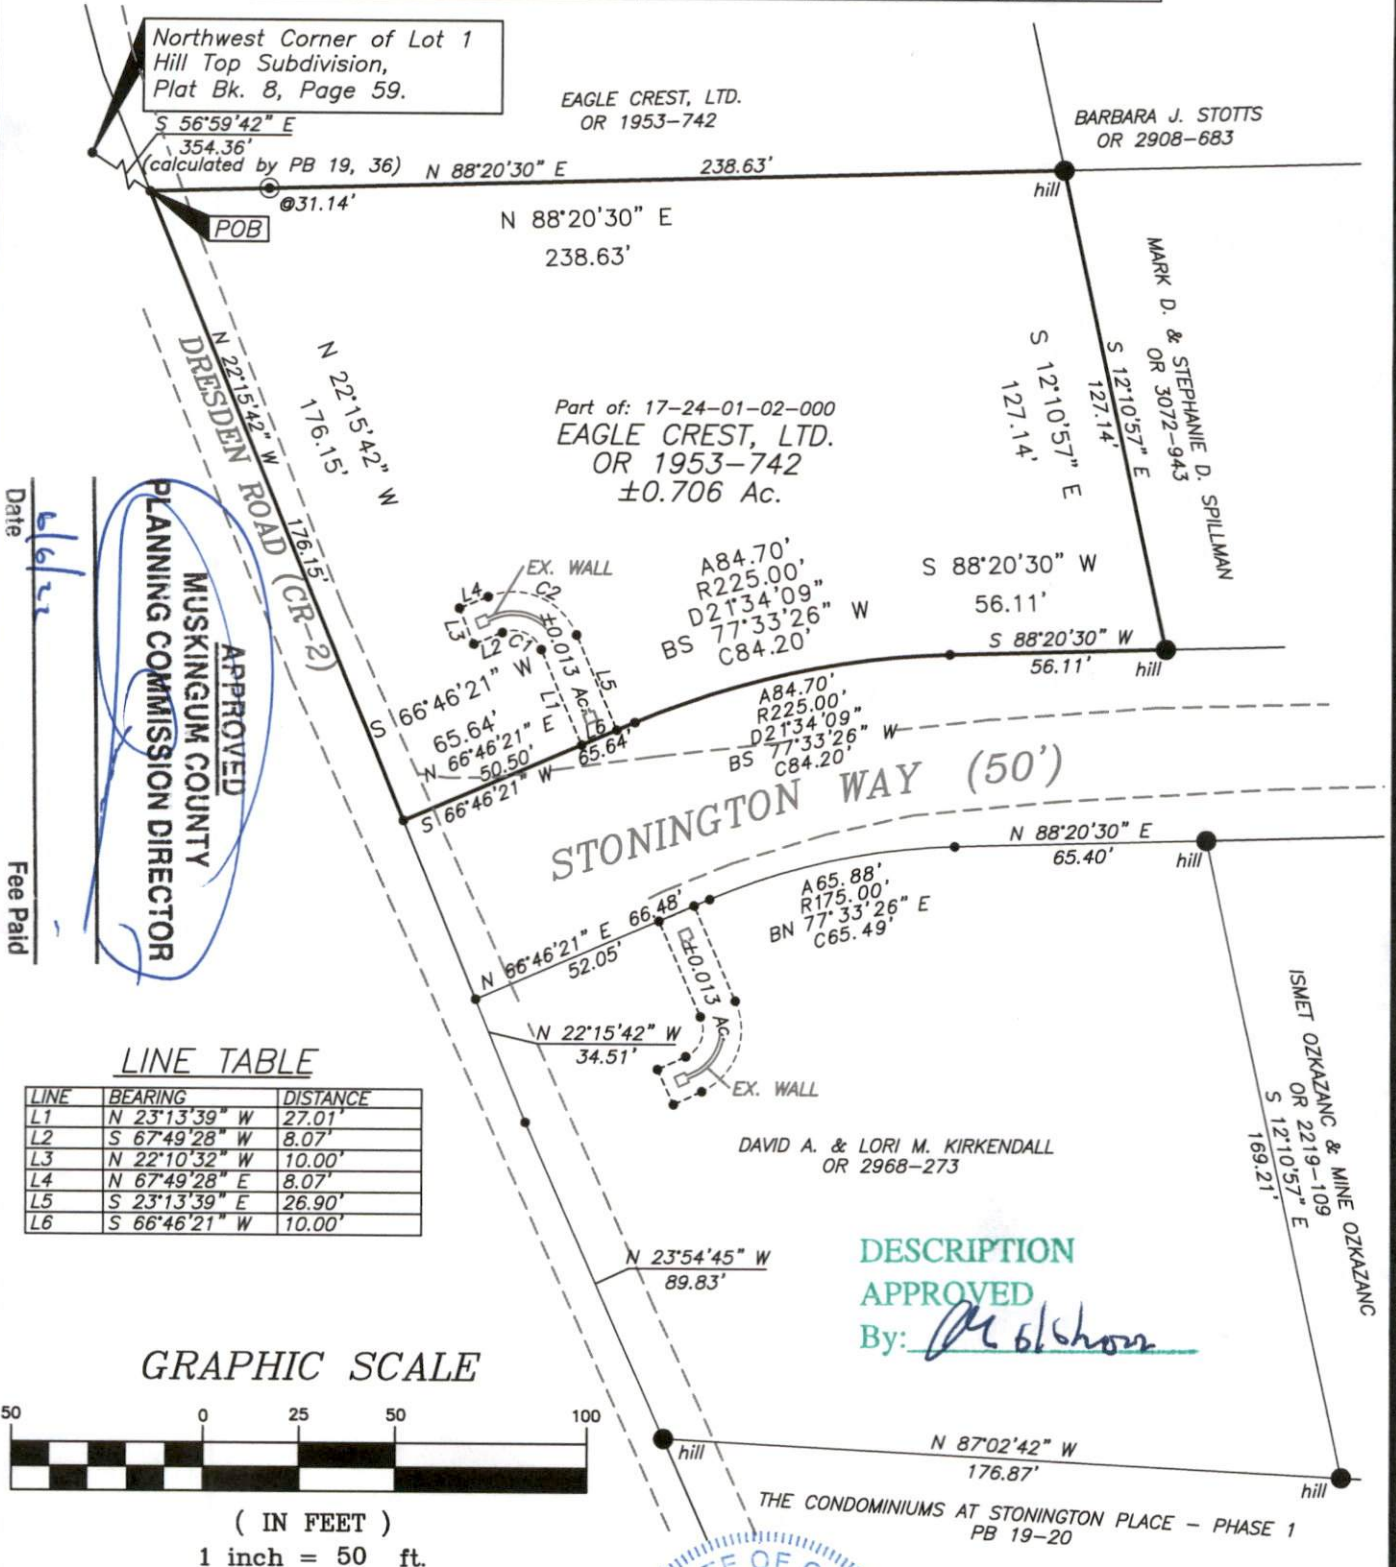 Northwest Corner of Lot 1
Hill Top Subdivision,
Plat Bk. 8, Page 59.
S 56°59'42" E
354.36'
(calculated by PB 19, 36)
EAGLE CREST, LTD.
OR 1953-742
BARBARA J. STOTTS
OR 2908-683
N 88°20'30" E
238.63'
hill
@31.14'
POB
N 88°20'30" E
238.63'
MARK D. & STEPHANIE D. SPILLMAN
OR 3072-943
S 12°10'57" E
127.14'
S 12°10'57" E
127.14'
N 22°15'42" W
176.15'
N 22°15'42" W
176.15'
DRESDEN ROAD (CR-2)
Part of: 17-24-01-02-000
EAGLE CREST, LTD.
OR 1953-742
±0.706 Ac.
APPROVED
MUSKINGUM COUNTY
PLANNING COMMISSION DIRECTOR
6/6/22
Date
Fee Paid
EX. WALL
L4
C2
L3
L2
C1
±0.013 Ac.
L1
L5
L6
A84.70'
R225.00'
D21°34'09"
BS 77°33'26" W
C84.20'
S 88°20'30" W
56.11'
S 88°20'30" W
56.11'
hill
S 66°46'21" W
65.64'
N 66°46'21" E
50.50'
S 66°46'21" W
65.64'
A84.70'
R225.00'
D21°34'09"
BS 77°33'26" W
C84.20'
STONINGTON WAY (50')
N 88°20'30" E
65.40'
hill
A65.88'
R175.00'
BN 77°33'26" E
C65.49'
66.48'
N 66°46'21" E
52.05'
±0.013 AC.
EX. WALL
N 22°15'42" W
34.51'
ISMET OZKAZANC & MINE OZKAZANC
OR 2219-109
S 12°10'57" E
169.21'
LINE TABLE
LINE BEARING DISTANCE
L1 N 23°13'39" W 27.01'
L2 S 67°49'28" W 8.07'
L3 N 22°10'32" W 10.00'
L4 N 67°49'28" E 8.07'
L5 S 23°13'39" E 26.90'
L6 S 66°46'21" W 10.00'
DAVID A. & LORI M. KIRKENDALL
OR 2968-273
N 23°54'45" W
89.83'
DESCRIPTION
APPROVED
By:
GRAPHIC SCALE
50 0 25 50 100
( IN FEET )
1 inch = 50 ft.
hill
N 87°02'42" W
176.87'
hill
THE CONDOMINIUMS AT STONINGTON PLACE - PHASE 1
PB 19-20